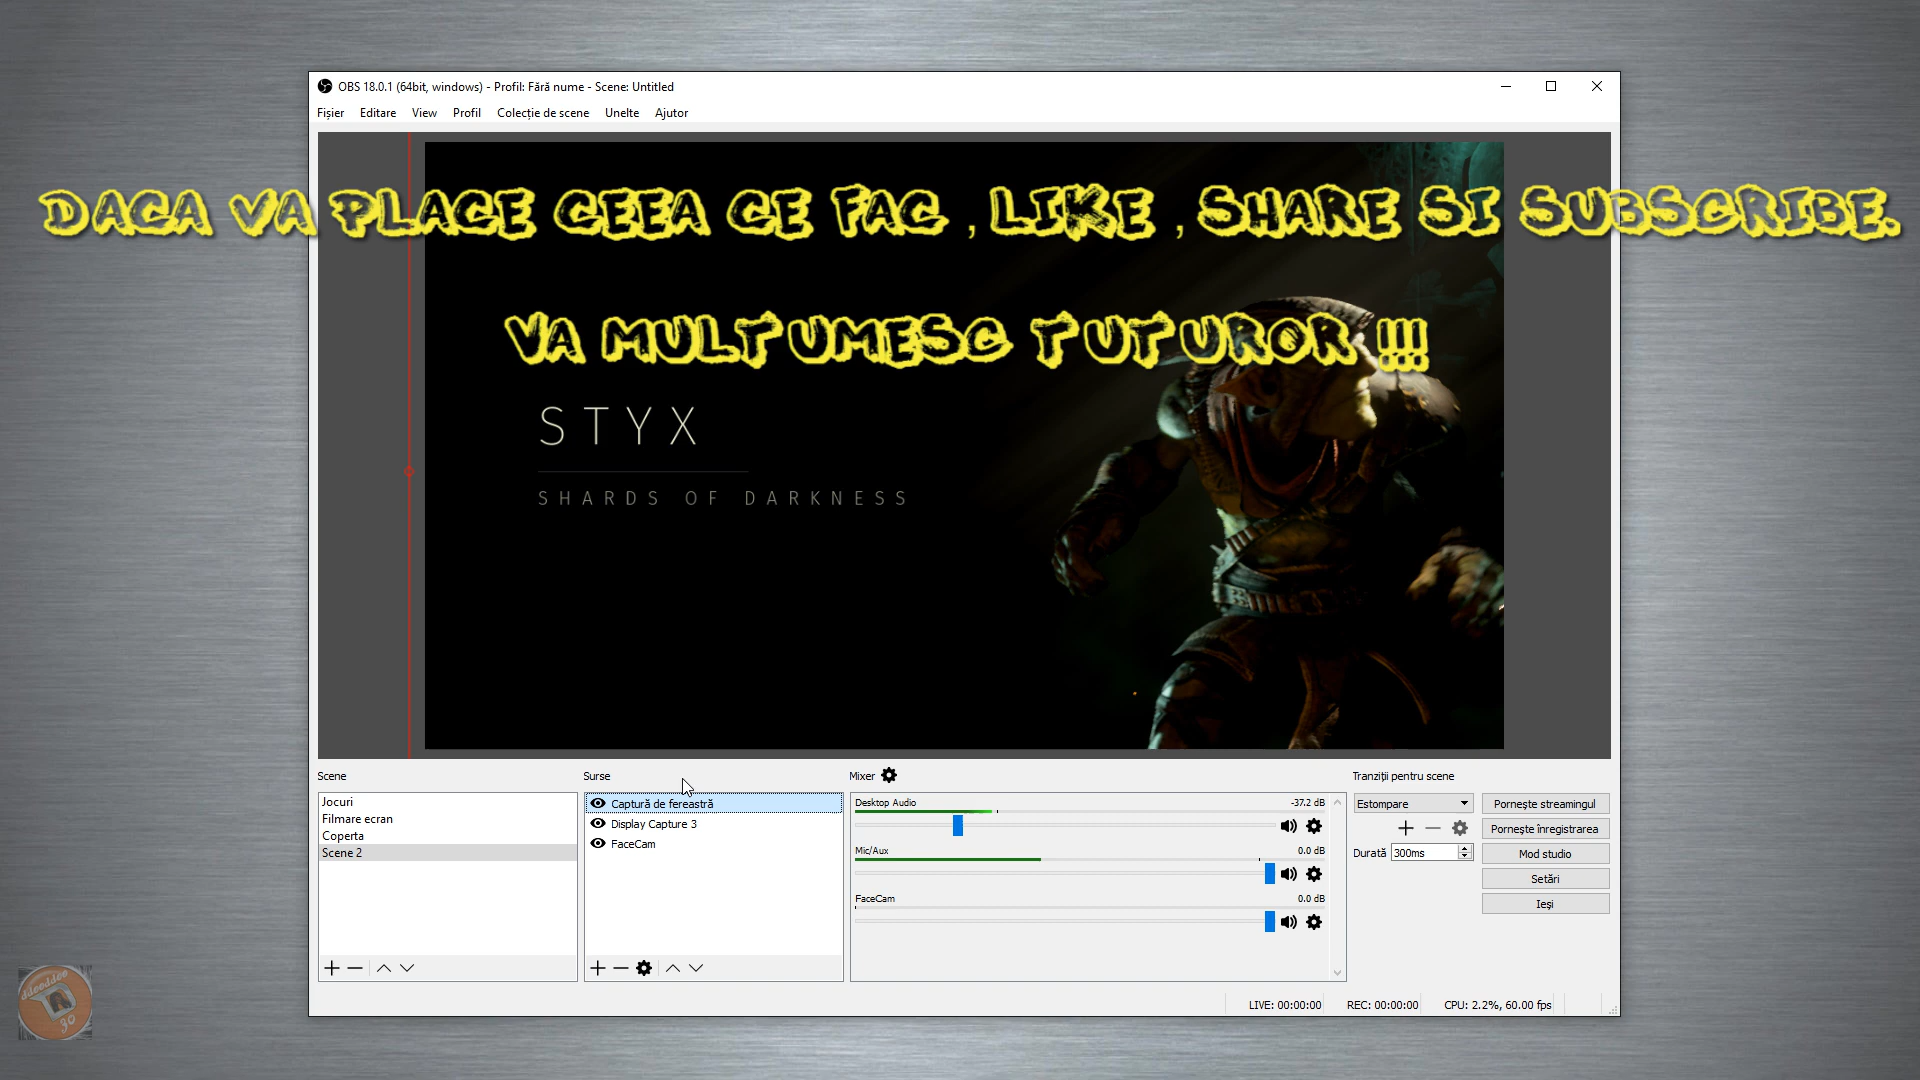 OBS 18.0.1 (64bit, windows) - Profil: Fără nume - Scene: Untitled
Fișier Editare View Profil Colecție de scene Unelte Ajutor
DACA VA PLACE CEEA CE FAC , LIKE , SHARE SI SUBSCRIBE.
VA MULTUMESC TUTUROR !!!
STYX
SHARDS OF DARKNESS
Scene
Jocuri
Filmare ecran
Coperta
Scene 2
Surse
Captură de fereastră
Display Capture 3
FaceCam
Mixer
Desktop Audio -37.2 dB
Mic/Aux 0.0 dB
FaceCam 0.0 dB
Tranziții pentru scene
Estompare
Durată 300ms
Pornește streamingul
Pornește înregistrarea
Mod studio
Setări
Ieși
LIVE: 00:00:00 REC: 00:00:00 CPU: 2.2%, 60.00 fps
30